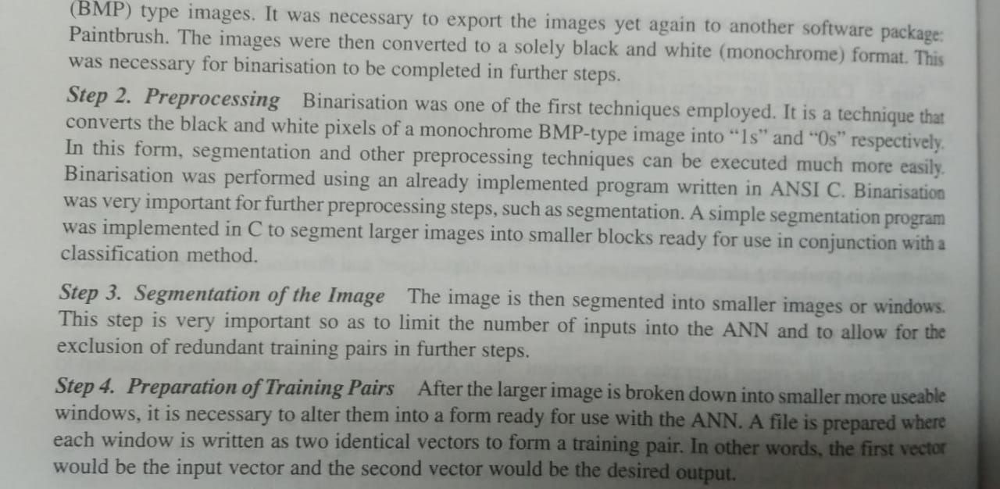 (BMP) type images. It was necessary to export the images yet again to another software package:
Paintbrush. The images were then converted to a solely black and white (monochrome) format. This
was necessary for binarisation to be completed in further steps.
Step 2. Preprocessing Binarisation was one of the first techniques employed. It is a technique that
converts the black and white pixels of a monochrome BMP-type image into “1s” and “0s” respectively.
In this form, segmentation and other preprocessing techniques can be executed much more easily.
Binarisation was performed using an already implemented program written in ANSI C. Binarisation
was very important for further preprocessing steps, such as segmentation. A simple segmentation program
was implemented in C to segment larger images into smaller blocks ready for use in conjunction with a
classification method.
Step 3. Segmentation of the Image The image is then segmented into smaller images or windows.
This step is very important so as to limit the number of inputs into the ANN and to allow for the
exclusion of redundant training pairs in further steps.
Step 4. Preparation of Training Pairs After the larger image is broken down into smaller more useable
windows, it is necessary to alter them into a form ready for use with the ANN. A file is prepared where
each window is written as two identical vectors to form a training pair. In other words, the first vector
would be the input vector and the second vector would be the desired output.